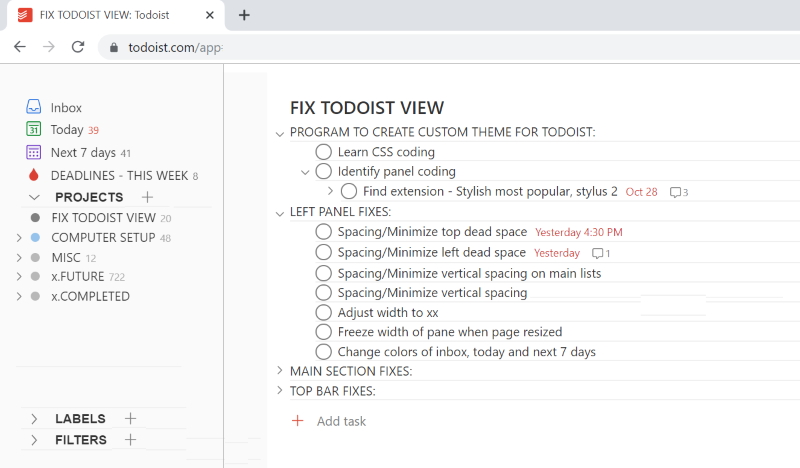 FIX TODOIST VIEW: Todoist
todoist.com/app
Inbox
Today 39
Next 7 days 41
DEADLINES - THIS WEEK 8
PROJECTS
FIX TODOIST VIEW 20
COMPUTER SETUP 48
MISC 12
x.FUTURE 722
x.COMPLETED
LABELS
FILTERS
FIX TODOIST VIEW
PROGRAM TO CREATE CUSTOM THEME FOR TODOIST:
Learn CSS coding
Identify panel coding
Find extension - Stylish most popular, stylus 2 Oct 28 3
LEFT PANEL FIXES:
Spacing/Minimize top dead space Yesterday 4:30 PM
Spacing/Minimize left dead space Yesterday 1
Spacing/Minimize vertical spacing on main lists
Spacing/Minimize vertical spacing
Adjust width to xx
Freeze width of pane when page resized
Change colors of inbox, today and next 7 days
MAIN SECTION FIXES:
TOP BAR FIXES:
Add task